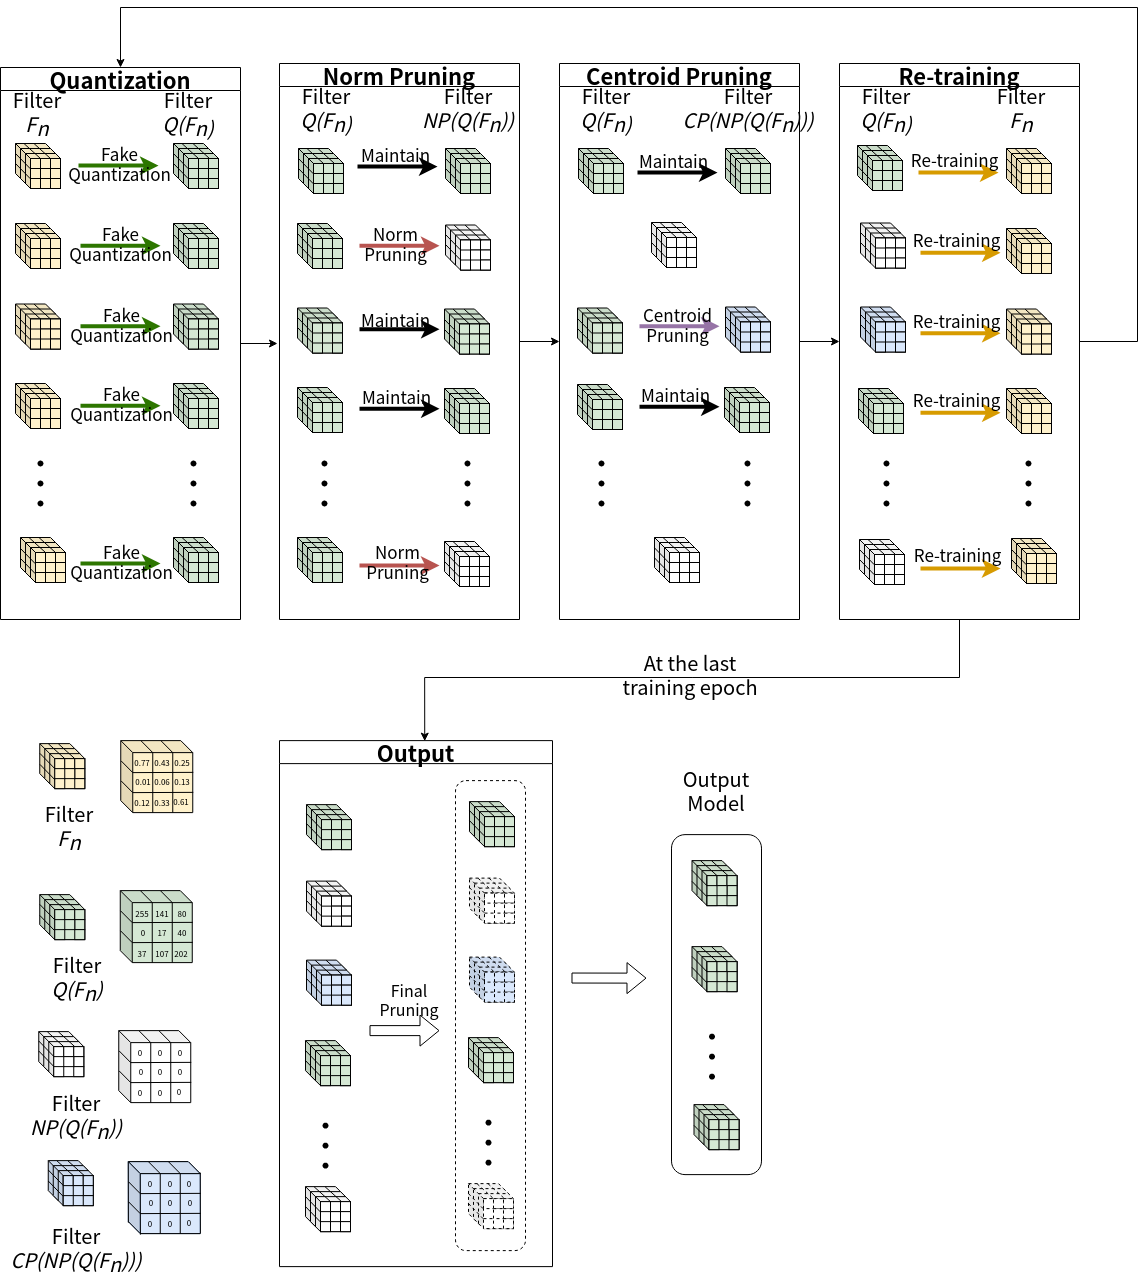 Quantization
Filter
Fn
Filter
Q(Fn)
Fake
Quantization
Fake
Quantization
Fake
Quantization
Fake
Quantization
Fake
Quantization
Norm Pruning
Filter
Q(Fn)
Filter
NP(Q(Fn))
Maintain
Norm
Pruning
Maintain
Maintain
Norm
Pruning
Centroid Pruning
Filter
Q(Fn)
Filter
CP(NP(Q(Fn)))
Maintain
Centroid
Pruning
Maintain
Re-training
Filter
Q(Fn)
Filter
Fn
Re-training
Re-training
Re-training
Re-training
Re-training
At the last
training epoch
0.77 0.43 0.25
0.01 0.06 0.13
0.12 0.33 0.61
Filter
Fn
255 141 80
0 17 40
37 107 202
Filter
Q(Fn)
0 0 0
0 0 0
0 0 0
Filter
NP(Q(Fn))
0 0 0
0 0 0
0 0 0
Filter
CP(NP(Q(Fn)))
Output
Final
Pruning
Output
Model